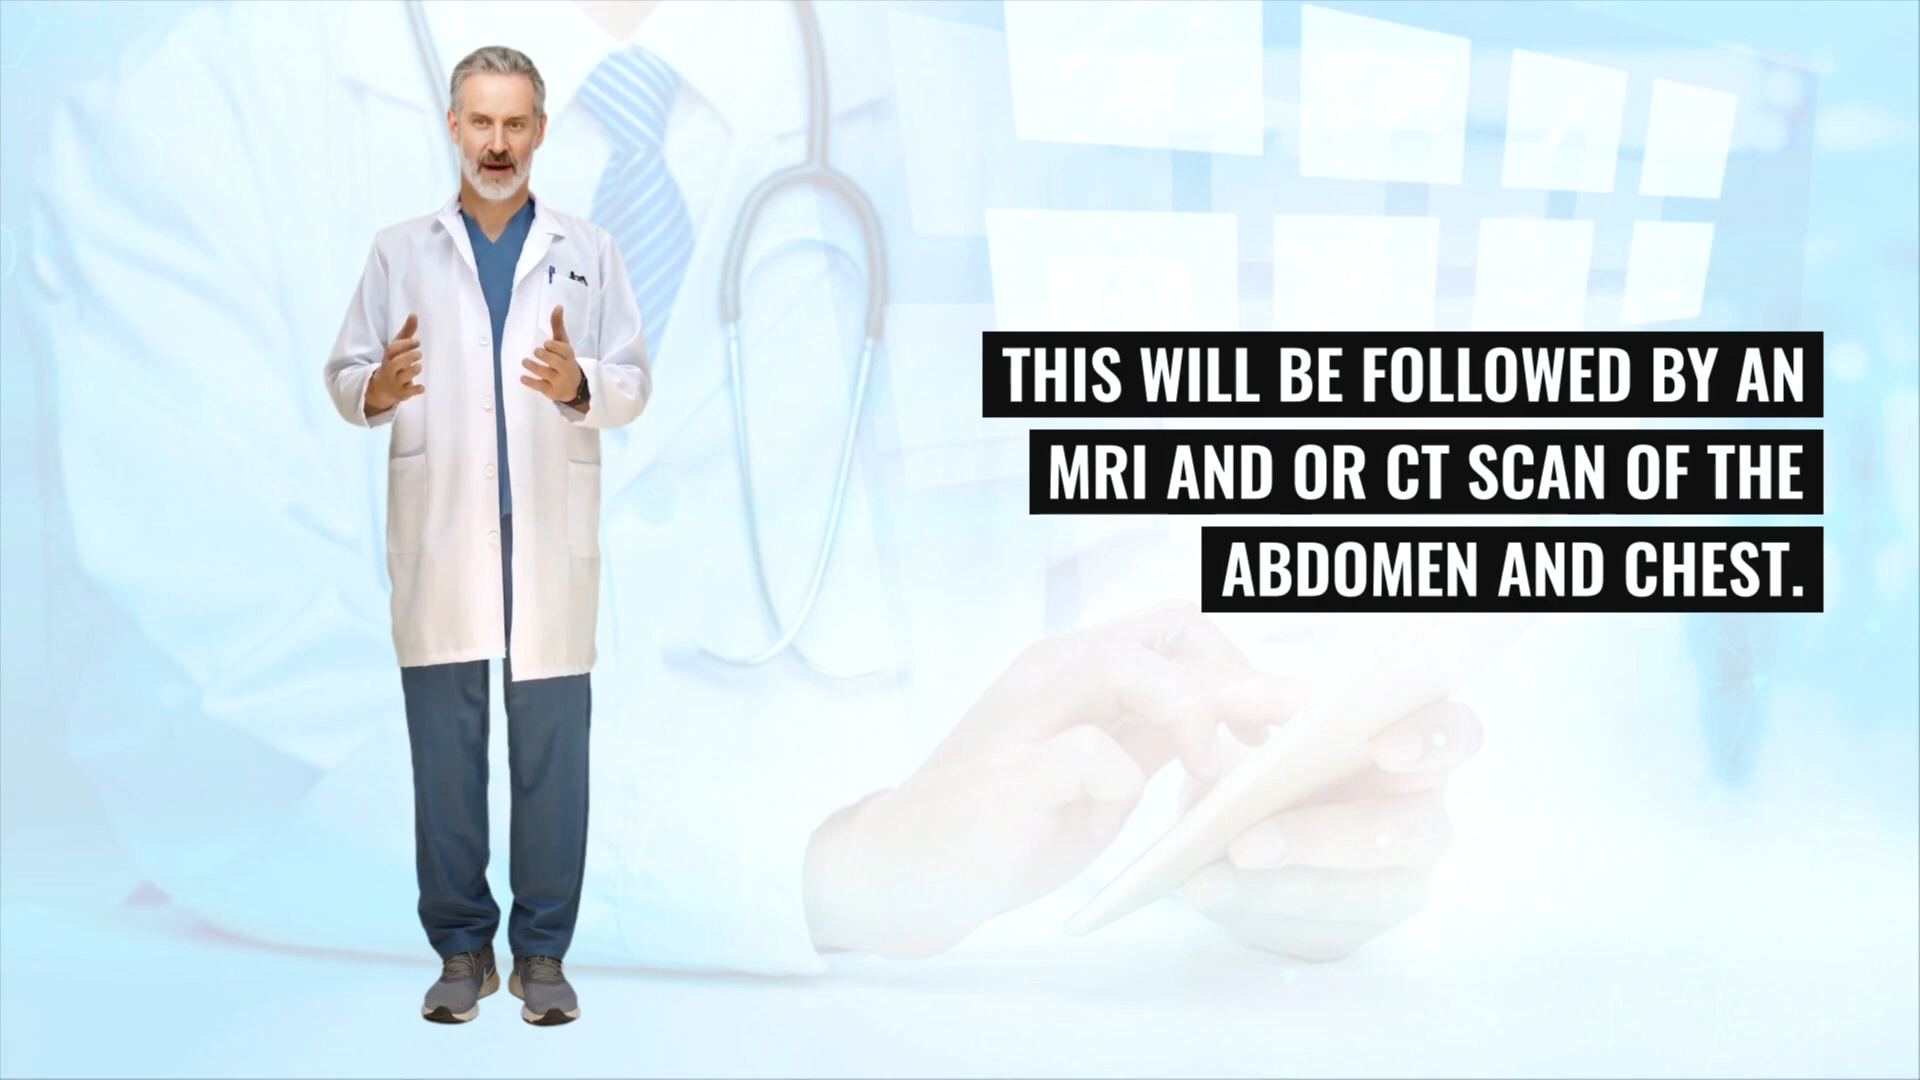 THIS WILL BE FOLLOWED BY AN
MRI AND OR CT SCAN OF THE
ABDOMEN AND CHEST.